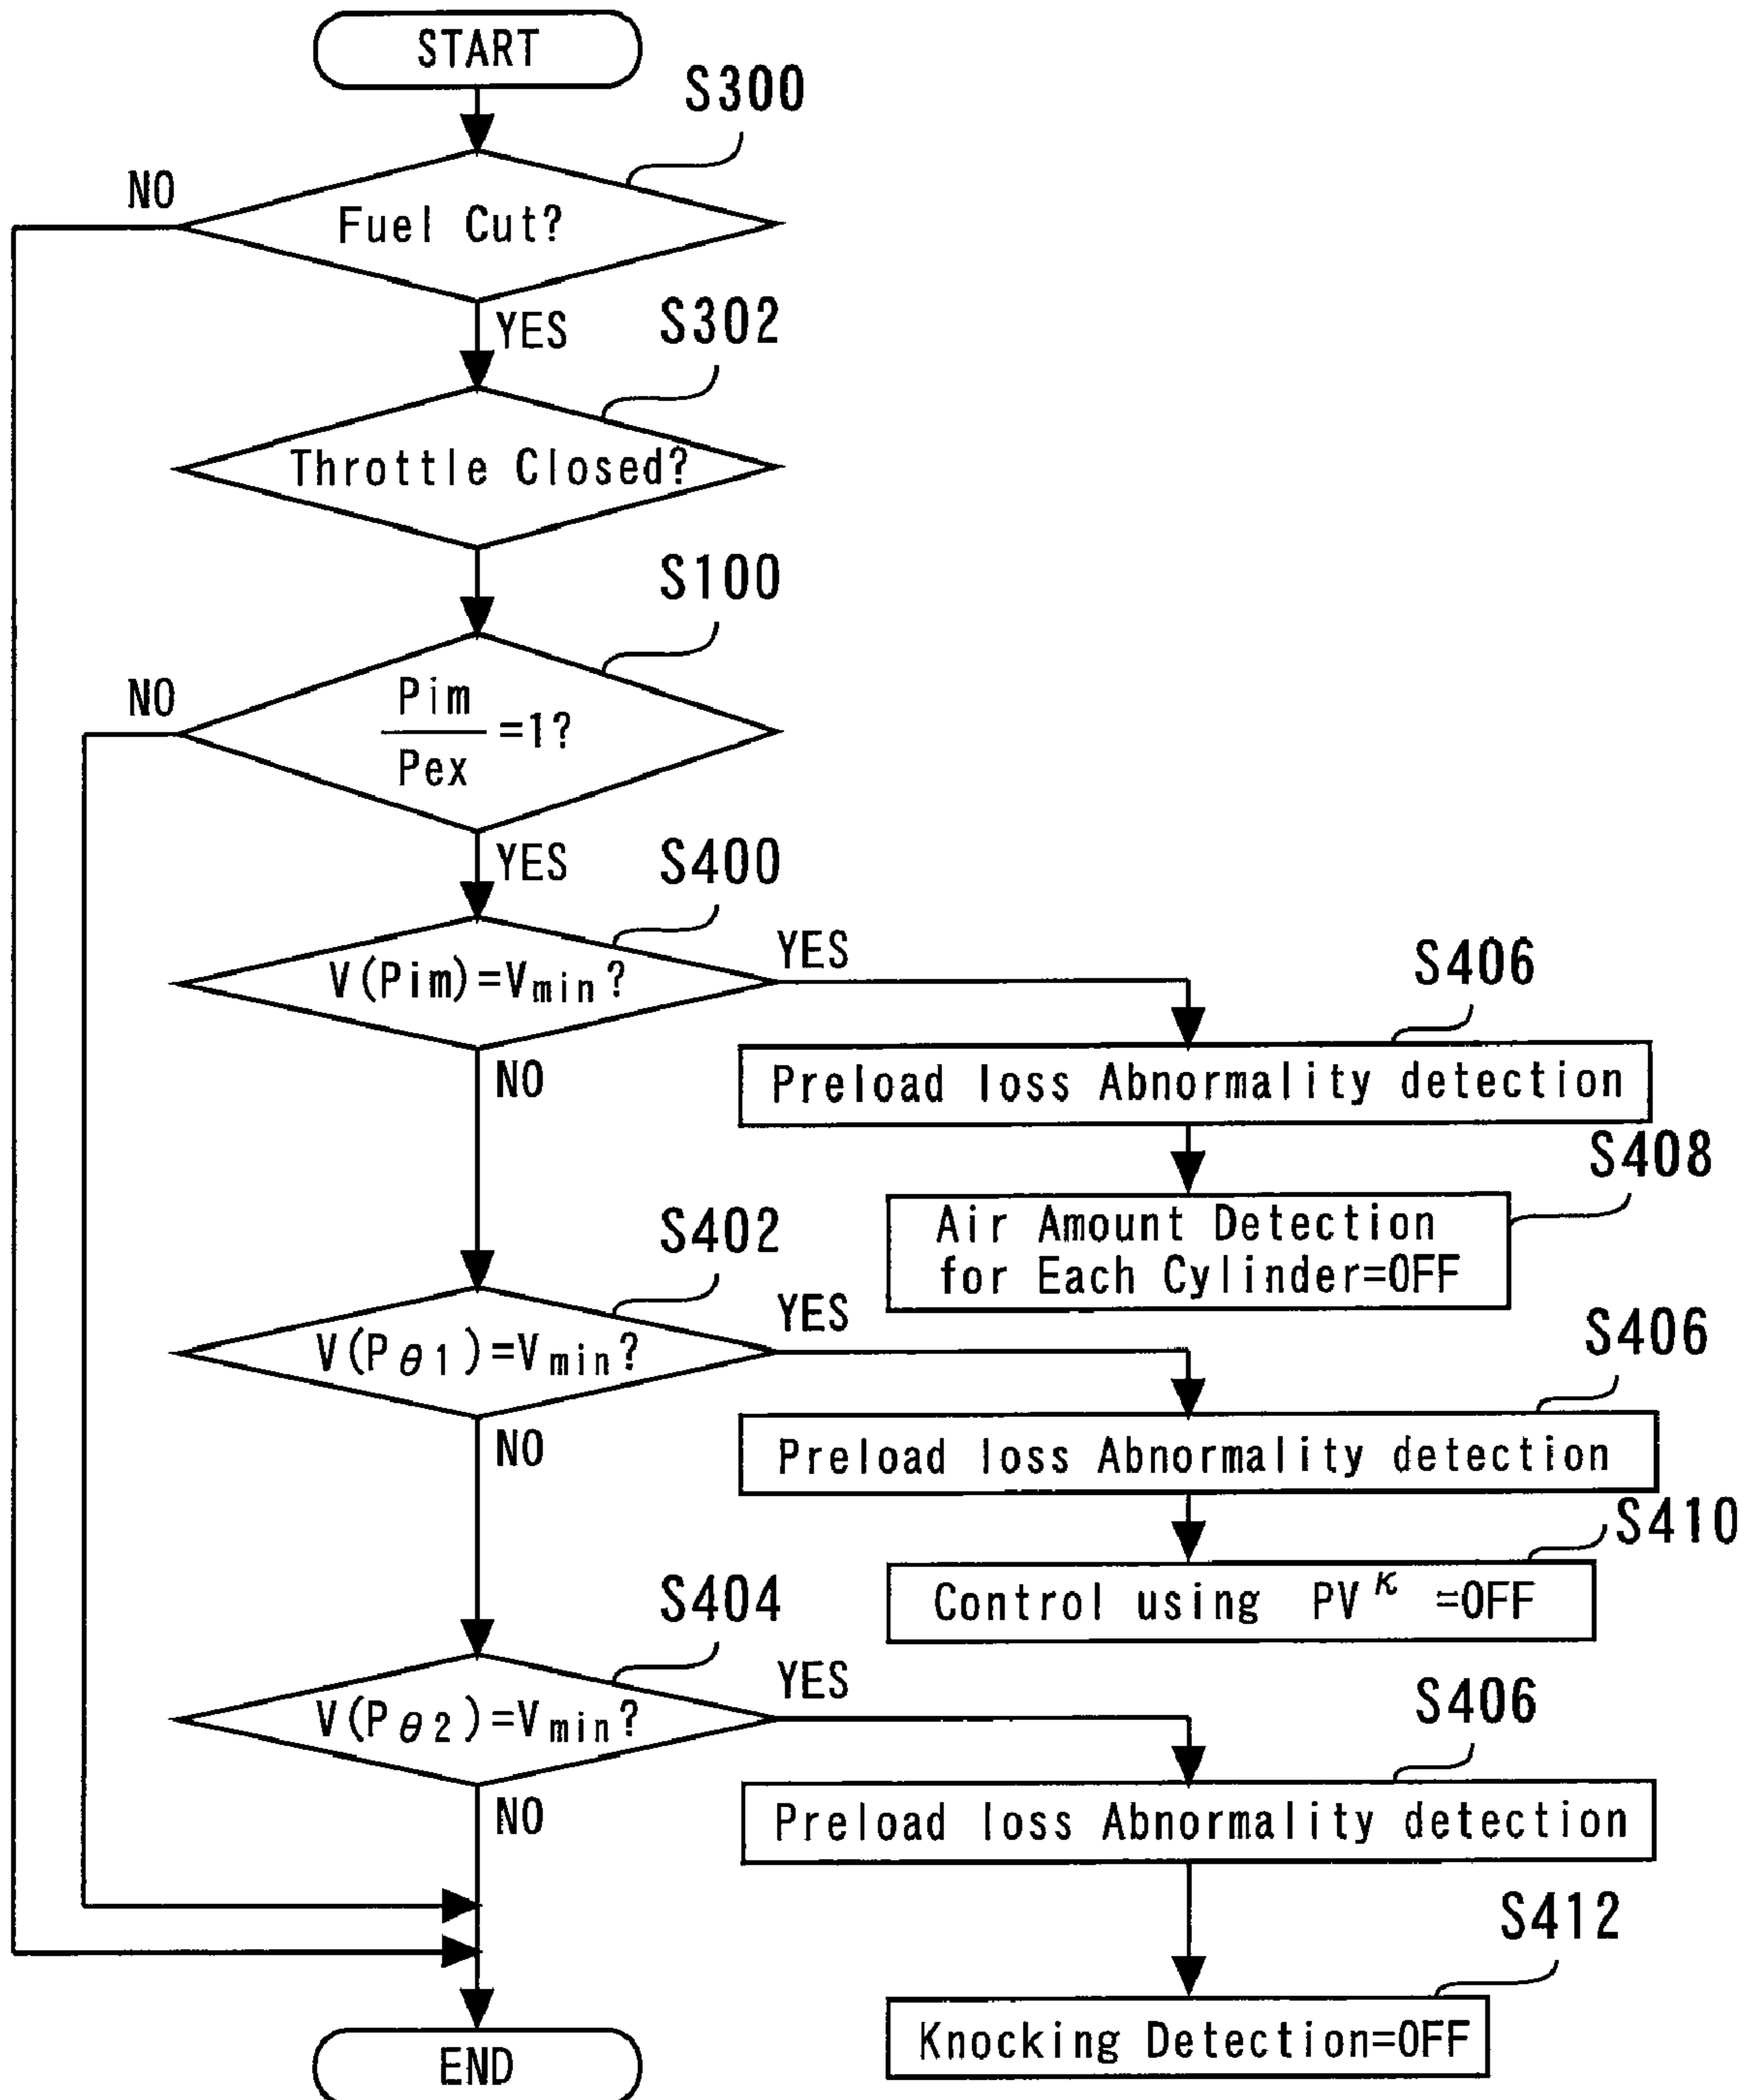 START
S300
NO
Fuel Cut?
YES
S302
Throttle Closed?
S100
NO
Pim
=1?
Pex
YES
S400
V(Pim)=Vmin?
YES
NO
S406
Preload loss Abnormality detection
S408
Air Amount Detection
for Each Cylinder=OFF
S402
V(Pθ1)=Vmin?
YES
NO
S406
Preload loss Abnormality detection
S410
Control using PV^κ =OFF
S404
V(Pθ2)=Vmin?
YES
NO
S406
Preload loss Abnormality detection
S412
Knocking Detection=OFF
END